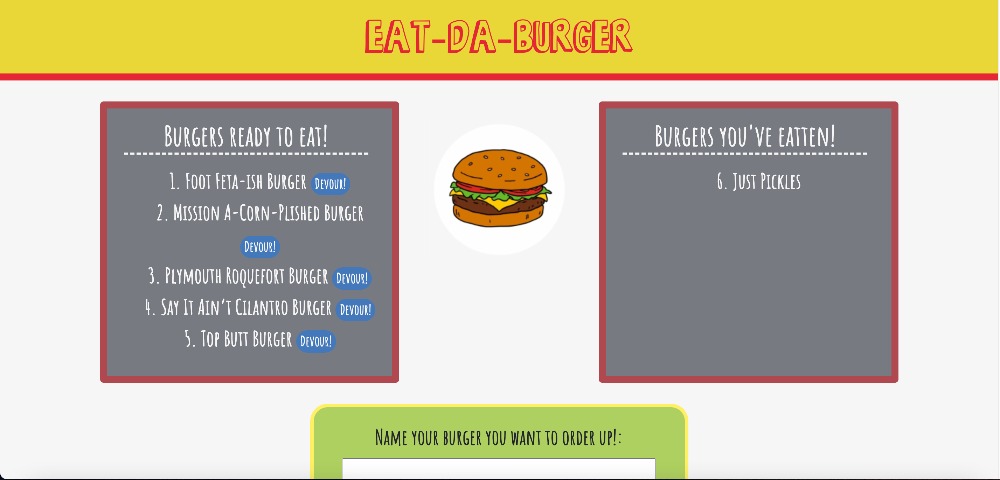 EAT-DA-BURGER
Burgers ready to eat!
1. Foot Feta-ish Burger Devour!
2. Mission A-Corn-Plished Burger
Devour!
3. Plymouth Roquefort Burger Devour!
4. Say It Ain't Cilantro Burger Devour!
5. Top Butt Burger Devour!
Burgers you've eatten!
6. Just Pickles
Name your burger you want to order up!: